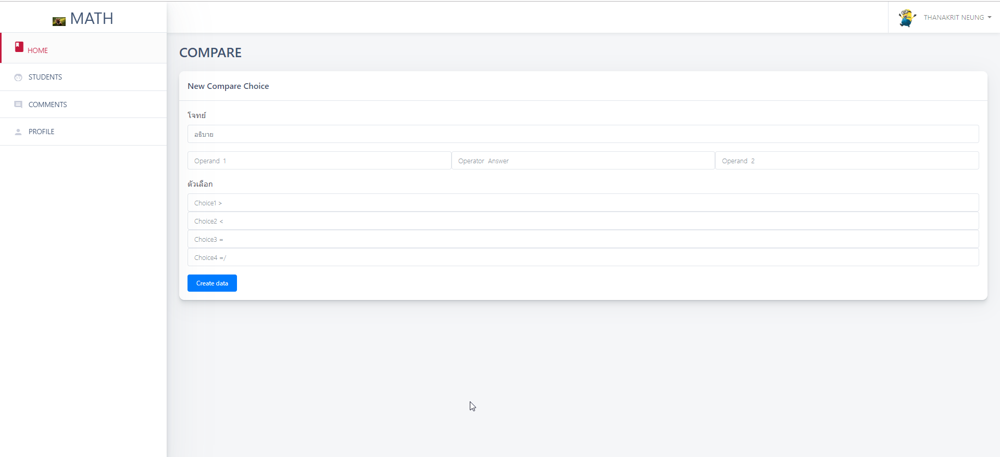 MATH
THANAKRIT NEUNG
HOME
STUDENTS
COMMENTS
PROFILE
COMPARE
New Compare Choice
โจทย์
อธิบาย
Operand 1
Operator Answer
Operand 2
ตัวเลือก
Choice1 >
Choice2 <
Choice3 =
Choice4 =/
Create data